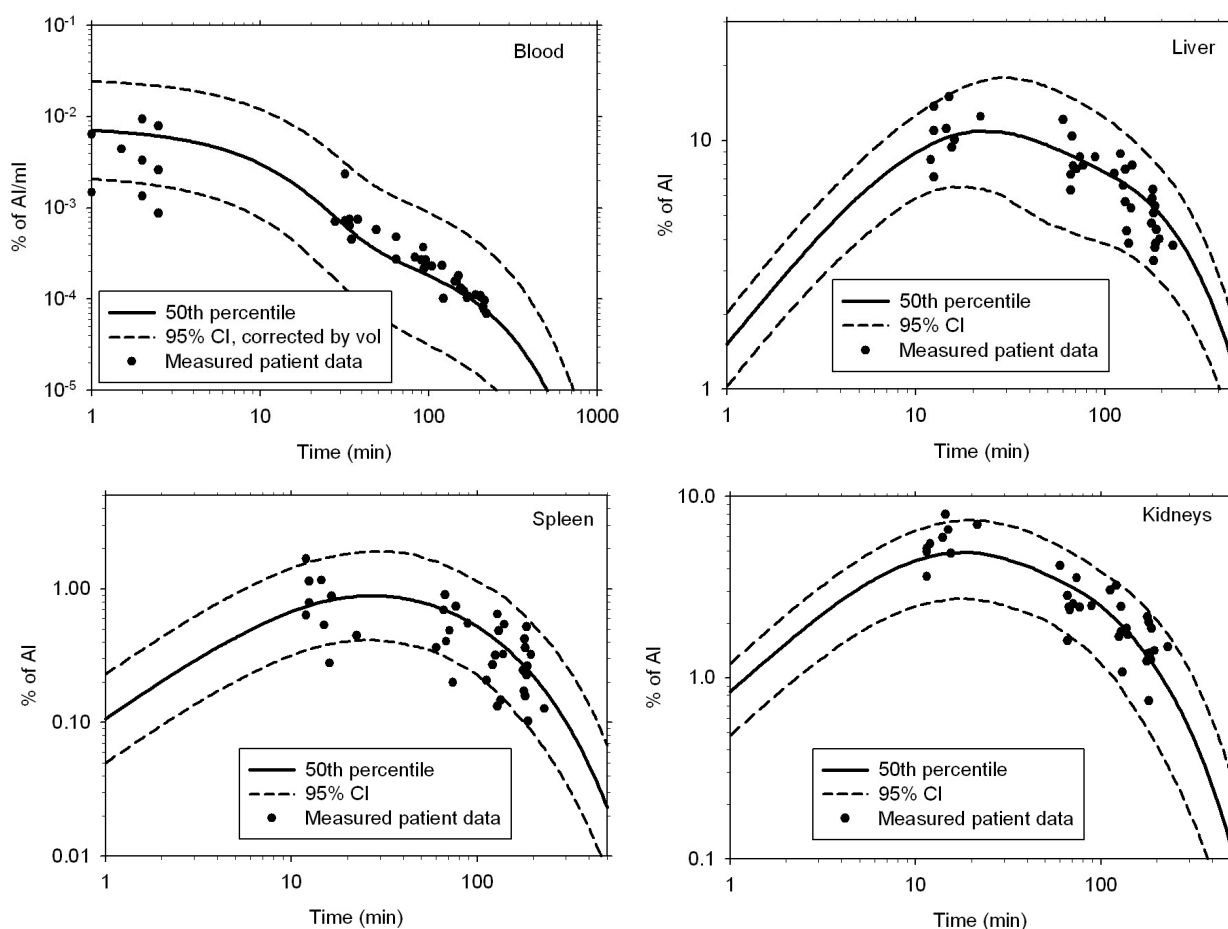 Blood
10⁻¹
10⁻²
10⁻³
10⁻⁴
10⁻⁵
% of AI/ml
50th percentile
95% CI, corrected by vol
Measured patient data
1 10 100 1000
Time (min)
Liver
10
1
% of AI
50th percentile
95% CI
Measured patient data
1 10 100
Time (min)
Spleen
1.00
0.10
0.01
% of AI
50th percentile
95% CI
Measured patient data
1 10 100
Time (min)
Kidneys
10.0
1.0
0.1
% of AI
50th percentile
95% CI
Measured patient data
1 10 100
Time (min)